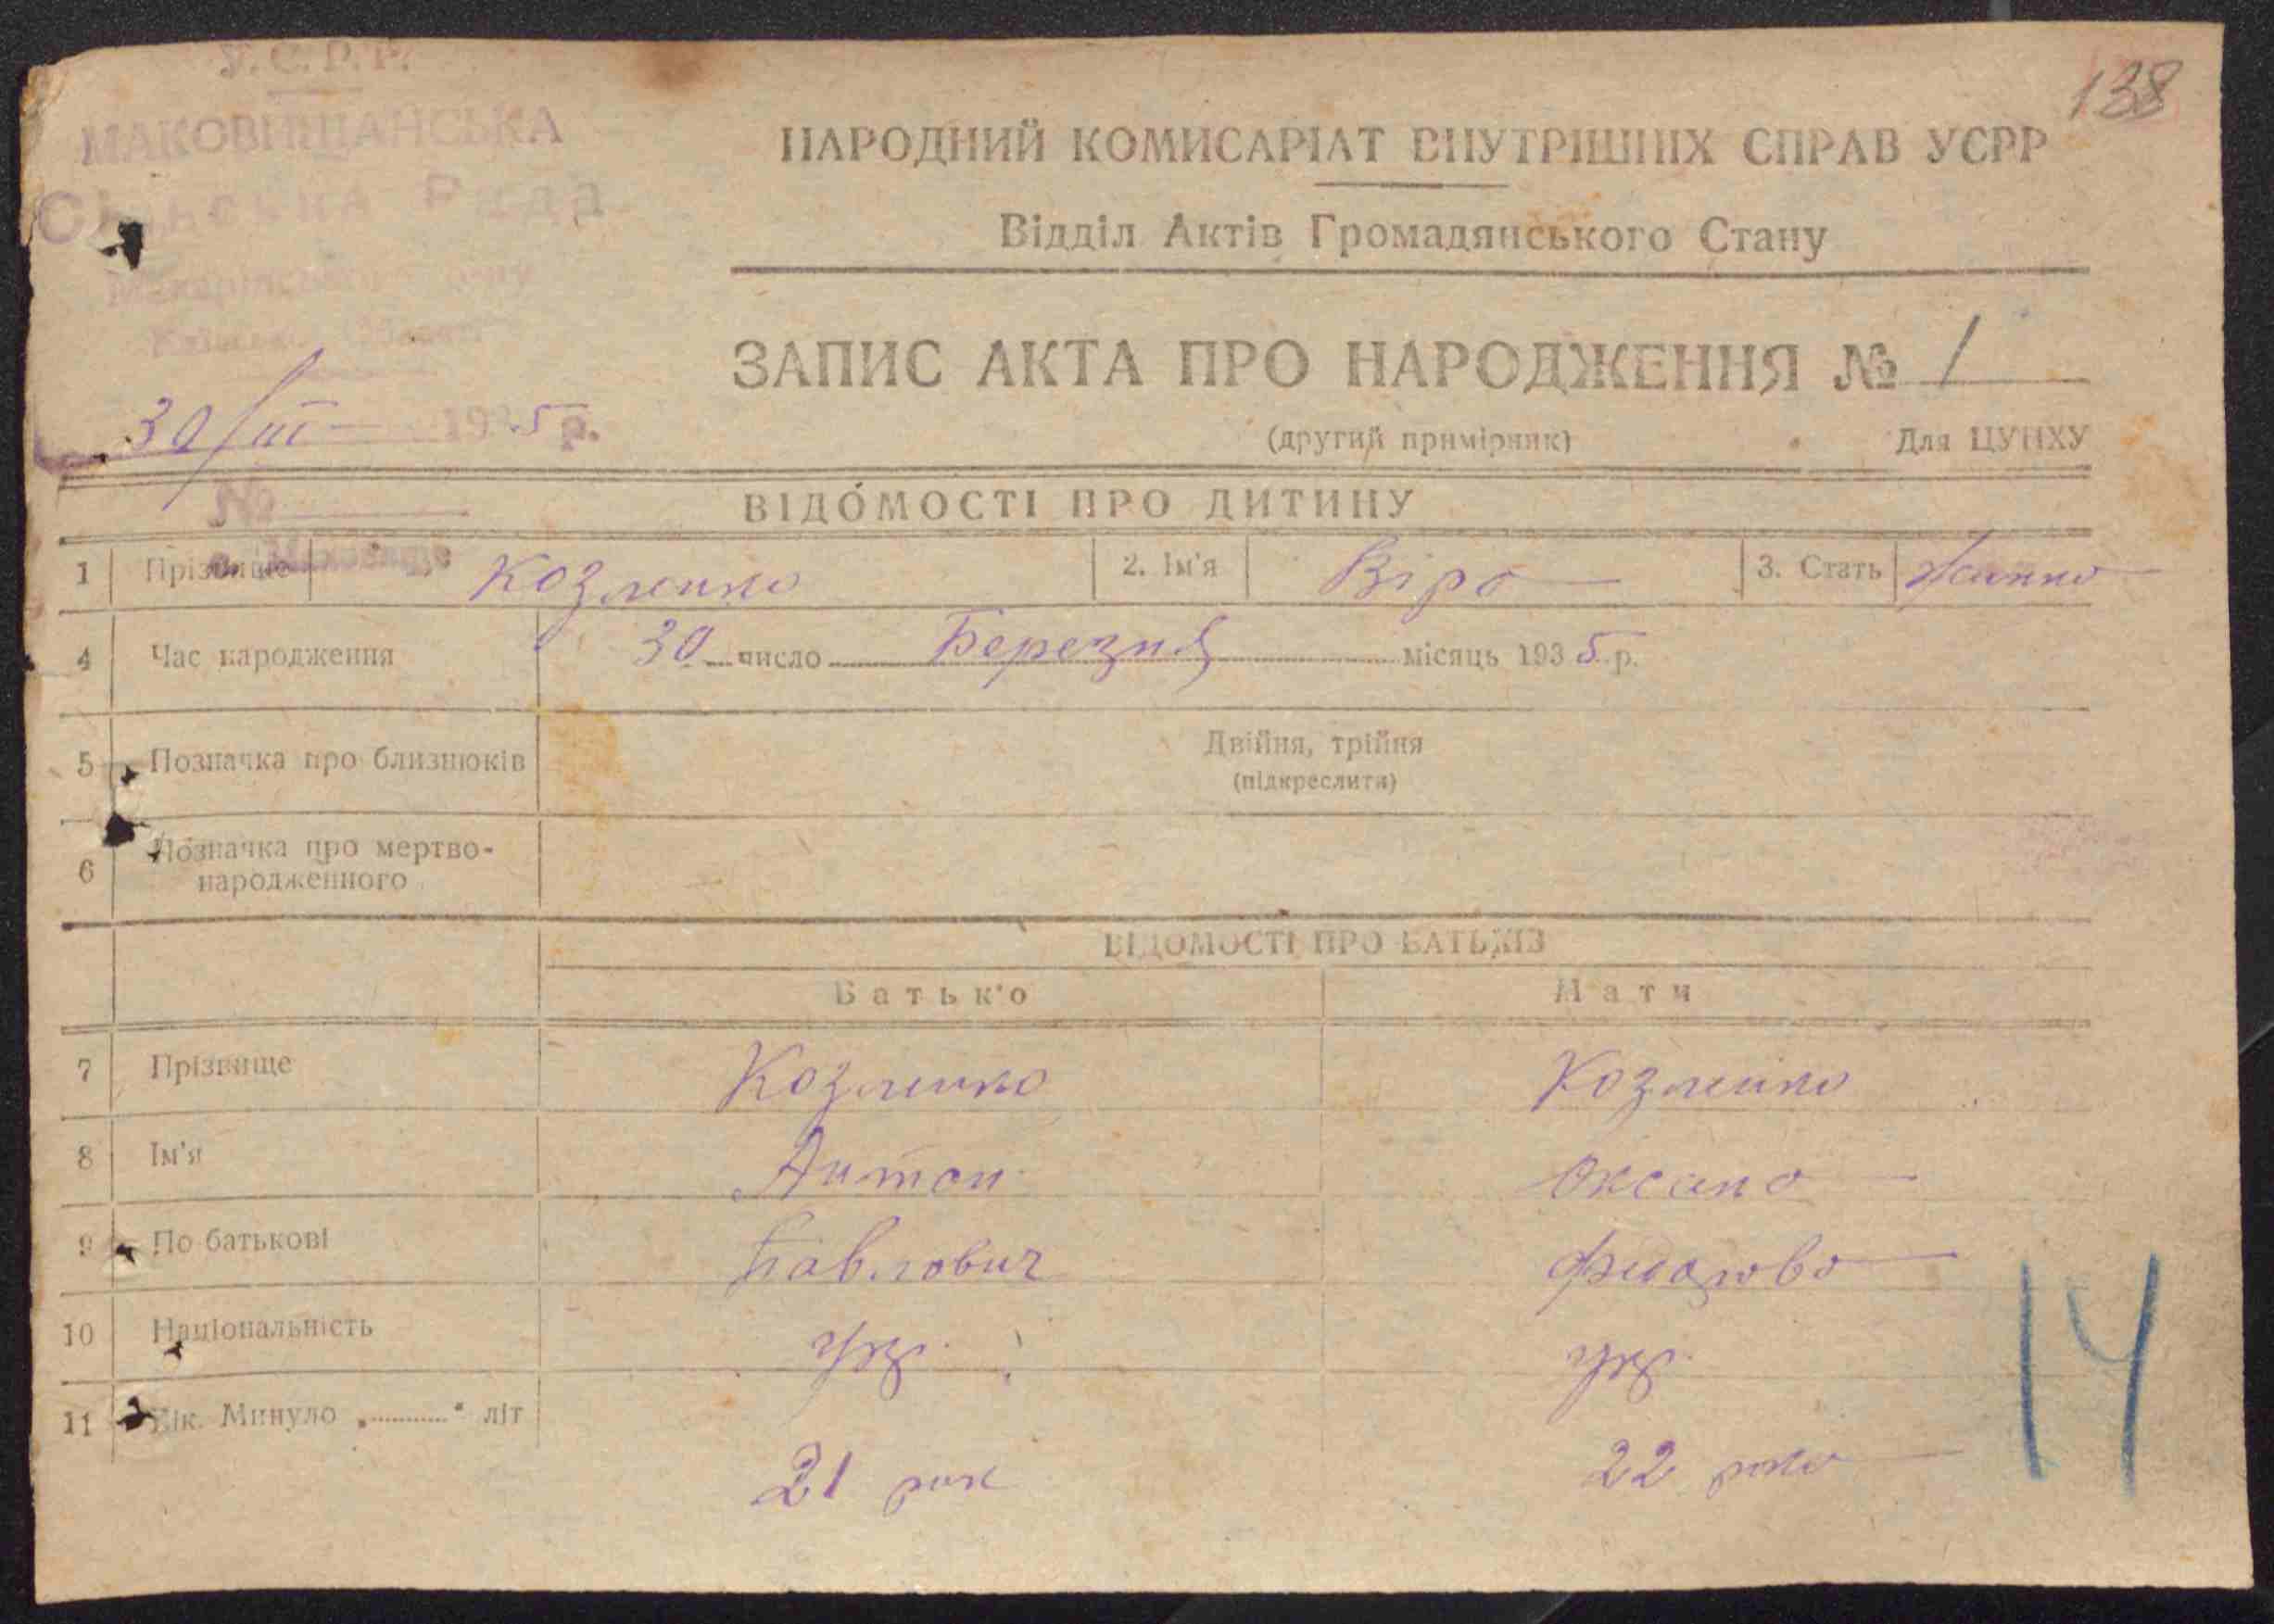 У.С.Р.Р.
МАКОВИЩАНСЬКА
Сільська Рада
Макарівського
30/III 1935 р.
№
138
НАРОДНИЙ КОМИСАРІАТ ВНУТРІШНІХ СПРАВ УСРР
Відділ Актів Громадянського Стану
ЗАПИС АКТА ПРО НАРОДЖЕННЯ № 1
(другий примірник) Для ЦУНХУ
ВІДОМОСТІ ПРО ДИТИНУ
1 Прізвище Козленко 2. Ім'я Віра 3. Стать
4 Час народження 30 число Березня місяць 1935 р.
5 Позначка про близнюків Двійня, трійня
(підкреслити)
6 Позначка про мертво-
народженного
ВІДОМОСТІ ПРО БАТЬКІВ
Батько Мати
7 Прізвище Козленко Козленко
8 Ім'я Антон Оксана
9 По батькові Павлович
10 Національність укр. укр.
11 Вік. Минуло „......" літ
21 рок 22 роки
14